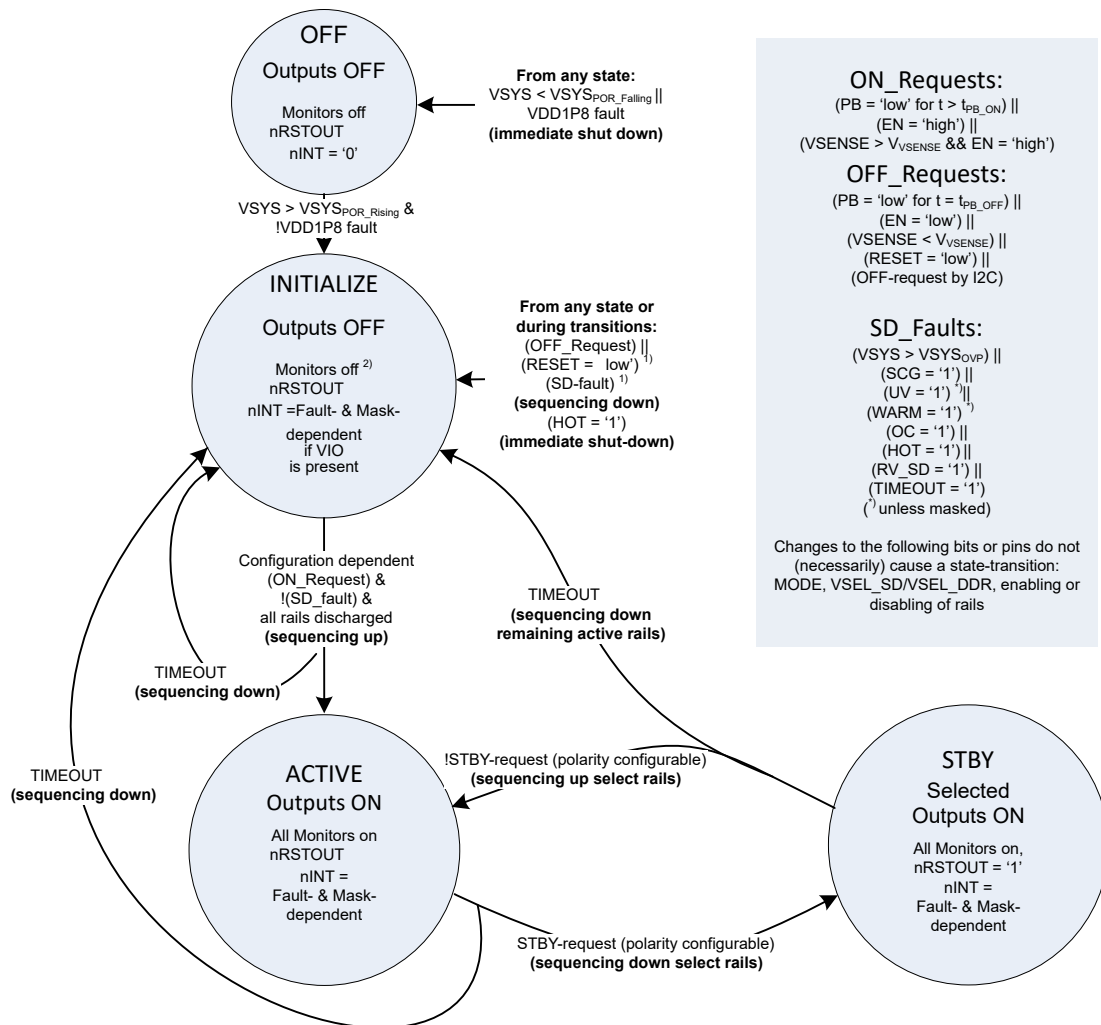 OFF
Outputs OFF
Monitors off
nRSTOUT
nINT = ‘0’
From any state:
VSYS < VSYSPOR_Falling ||
VDD1P8 fault
(immediate shut down)
VSYS > VSYSPOR_Rising &
!VDD1P8 fault
INITIALIZE
Outputs OFF
Monitors off 2)
nRSTOUT
nINT =Fault- & Mask-
dependent
if VIO
is present
From any state or
during transitions:
(OFF_Request) ||
(RESET = low’) 1)
(SD-fault) 1)
(sequencing down)
(HOT = ‘1’)
(immediate shut-down)
Configuration dependent
(ON_Request) &
!(SD_fault) &
all rails discharged
(sequencing up)
TIMEOUT
(sequencing down)
TIMEOUT
(sequencing down
remaining active rails)
TIMEOUT
(sequencing down)
ACTIVE
Outputs ON
All Monitors on
nRSTOUT
nINT =
Fault- & Mask-
dependent
!STBY-request (polarity configurable)
(sequencing up select rails)
STBY-request (polarity configurable)
(sequencing down select rails)
STBY
Selected
Outputs ON
All Monitors on,
nRSTOUT = ‘1’
nINT =
Fault- & Mask-
dependent
ON_Requests:
(PB = ‘low’ for t > tPB_ON) ||
(EN = ‘high’) ||
(VSENSE > VVSENSE && EN = ‘high’)
OFF_Requests:
(PB = ‘low’ for t = tPB_OFF) ||
(EN = ‘low’) ||
(VSENSE < VVSENSE) ||
(RESET = ‘low’) ||
(OFF-request by I2C)
SD_Faults:
(VSYS > VSYSOVP) ||
(SCG = ‘1’) ||
(UV = ‘1’) *)||
(WARM = ‘1’) *)
(OC = ‘1’) ||
(HOT = ‘1’) ||
(RV_SD = ‘1’) ||
(TIMEOUT = ‘1’)
(*) unless masked)
Changes to the following bits or pins do not
(necessarily) cause a state-transition:
MODE, VSEL_SD/VSEL_DDR, enabling or
disabling of rails